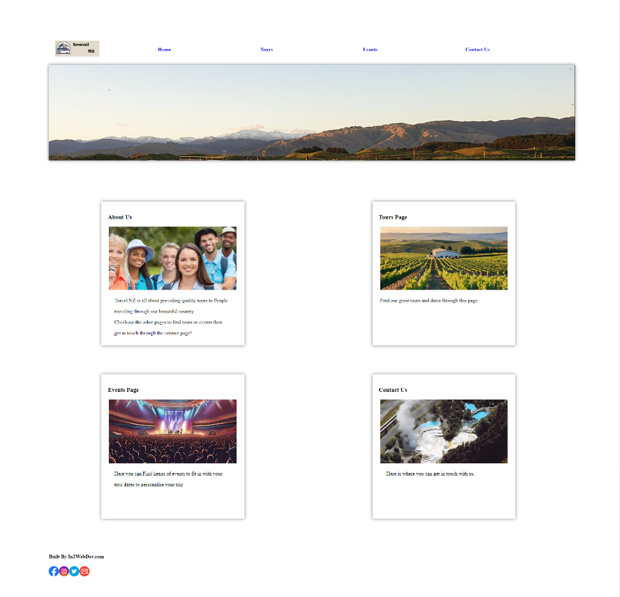 Travel
NZ
Home
Tours
Events
Contact Us
About Us
Travel NZ is all about providing quality tours to People
traveling through our beautiful country.
Check out the other pages to find tours or events then
get in touch through the contact page!
Tours Page
Find our great tours and dates through this page
Events Page
Here you can Find heaps of events to fit in with your
tour dates to personalise your trip
Contact Us
Here is where you can get in touch with us.
Built By In2WebDev.com